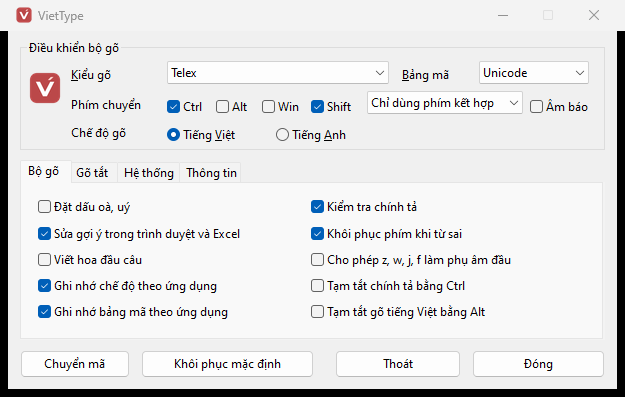 VietType
Điều khiển bộ gõ
Kiểu gõ Telex Bảng mã Unicode
Phím chuyển Ctrl Alt Win Shift Chỉ dùng phím kết hợp Âm báo
Chế độ gõ Tiếng Việt Tiếng Anh
Bộ gõ Gõ tắt Hệ thống Thông tin
Đặt dấu oà, uý Kiểm tra chính tả
Sửa gợi ý trong trình duyệt và Excel Khôi phục phím khi từ sai
Viết hoa đầu câu Cho phép z, w, j, f làm phụ âm đầu
Ghi nhớ chế độ theo ứng dụng Tạm tắt chính tả bằng Ctrl
Ghi nhớ bảng mã theo ứng dụng Tạm tắt gõ tiếng Việt bằng Alt
Chuyển mã Khôi phục mặc định Thoát Đóng